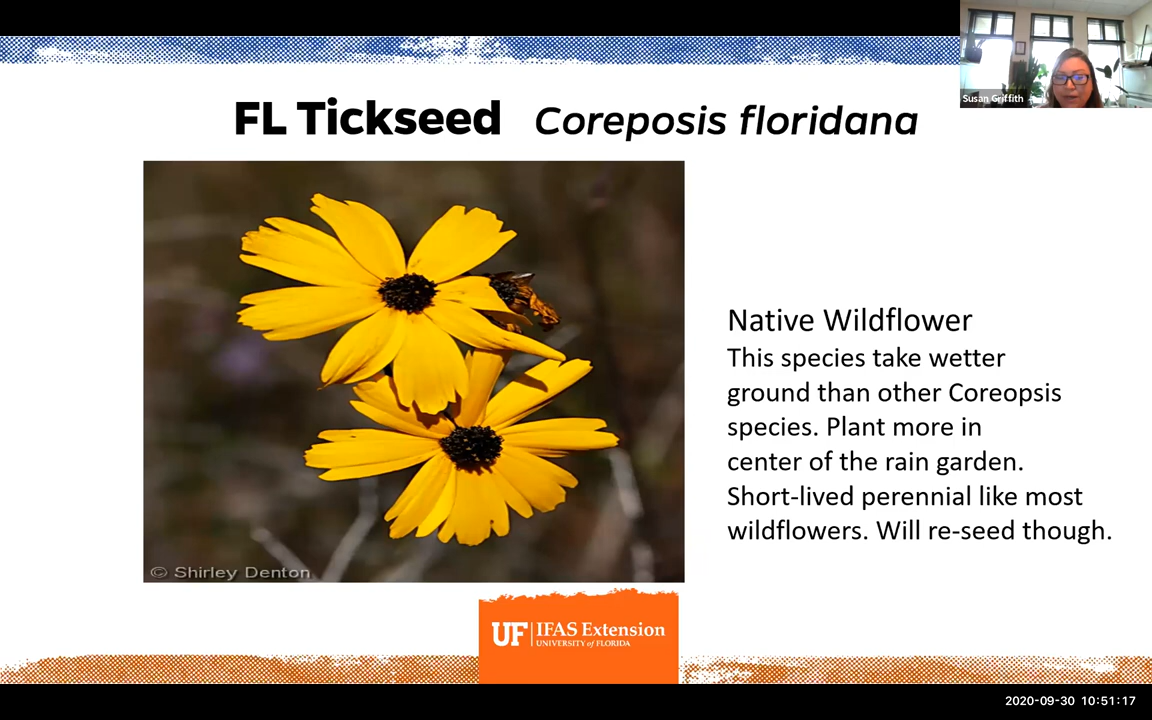 Susan Griffith
FL Tickseed Coreposis floridana
Native Wildflower
This species take wetter
ground than other Coreopsis
species. Plant more in
center of the rain garden.
Short-lived perennial like most
wildflowers. Will re-seed though.
© Shirley Denton
UF IFAS Extension
UNIVERSITY of FLORIDA
2020-09-30 10:51:17